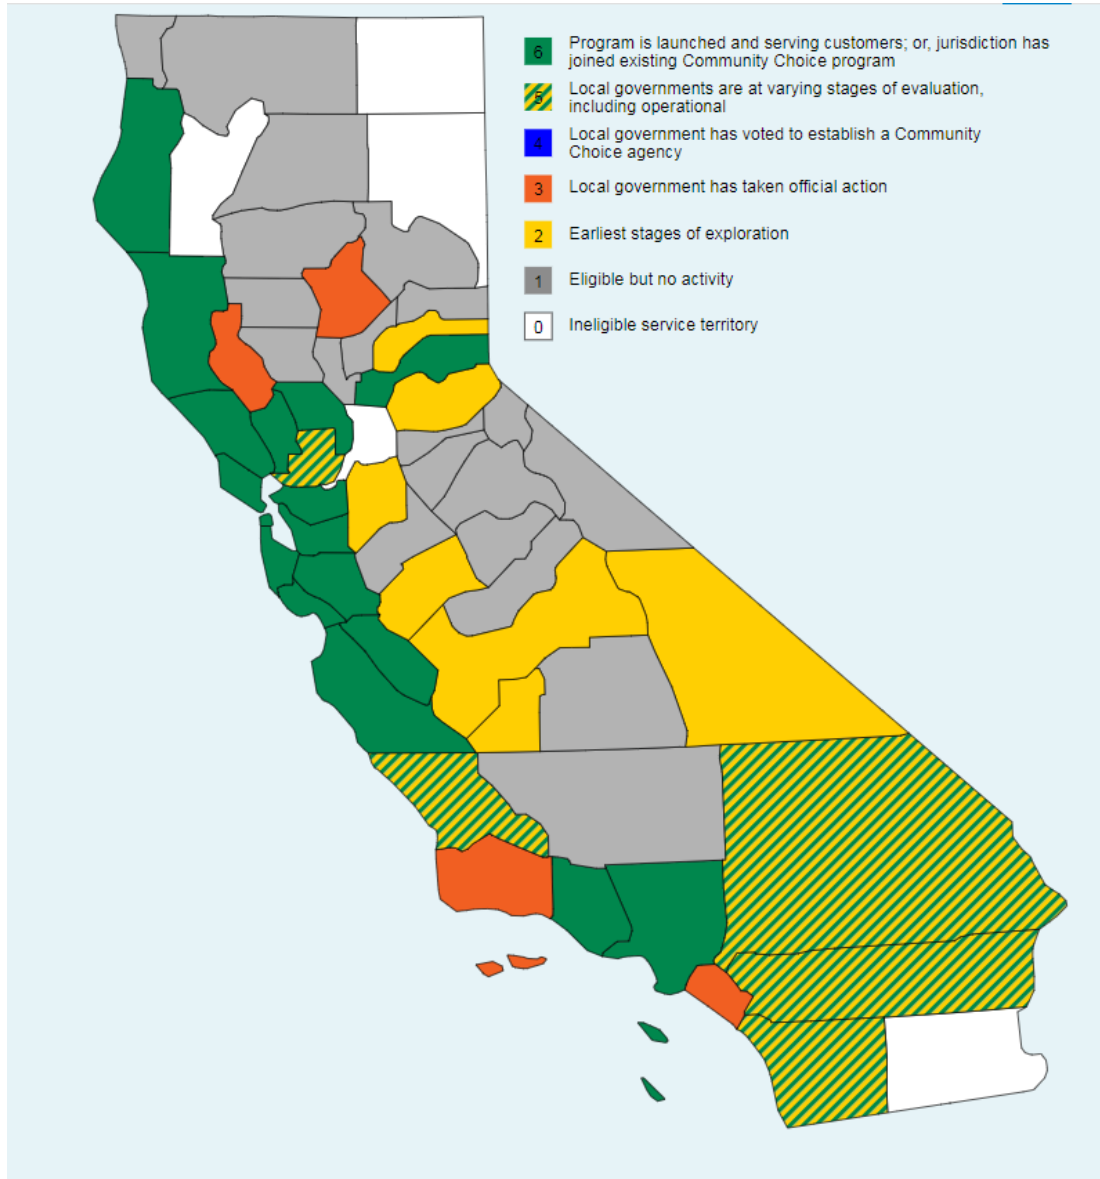 6 Program is launched and serving customers; or, jurisdiction has
joined existing Community Choice program
5 Local governments are at varying stages of evaluation,
including operational
4 Local government has voted to establish a Community
Choice agency
3 Local government has taken official action
2 Earliest stages of exploration
1 Eligible but no activity
0 Ineligible service territory